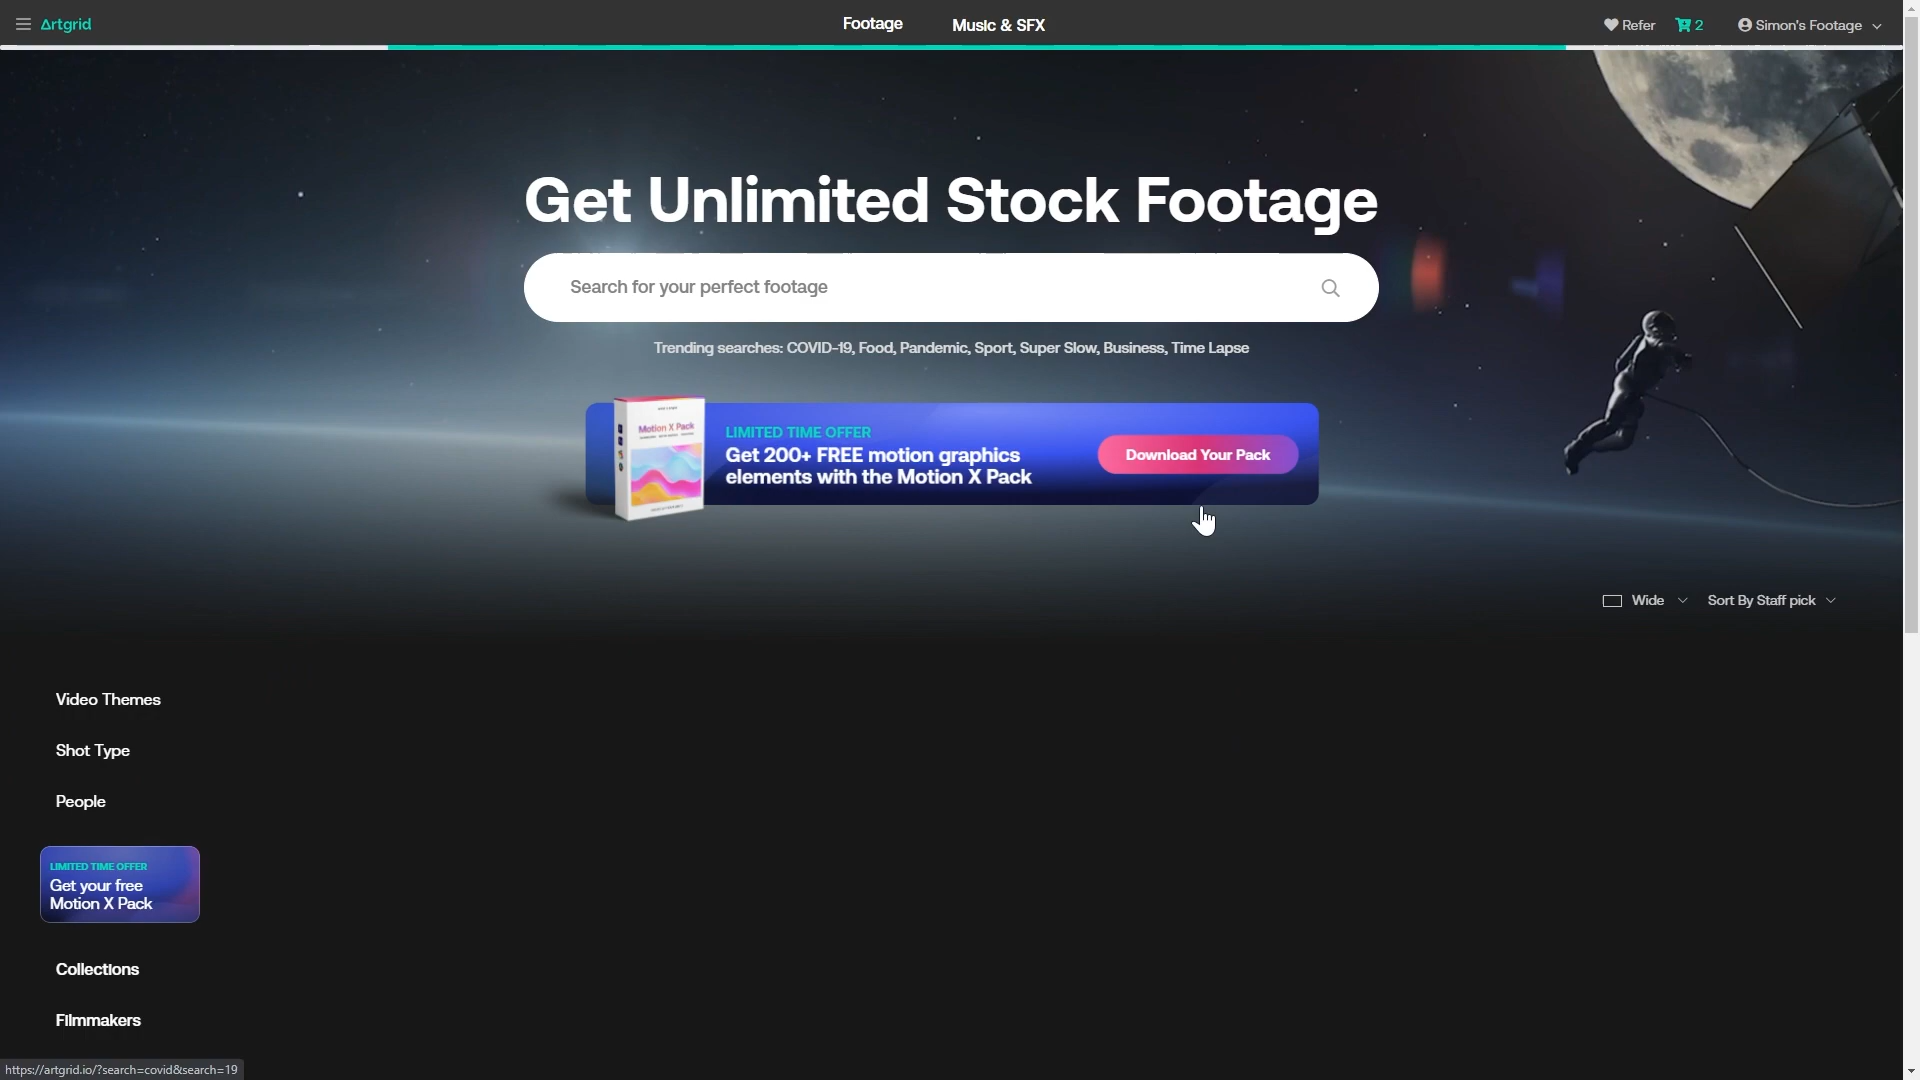 Artgrid
Footage
Music & SFX
Refer
2
Simon's Footage
Get Unlimited Stock Footage
Search for your perfect footage
Trending searches: COVID-19, Food, Pandemic, Sport, Super Slow, Business, Time Lapse
Motion X Pack
LIMITED TIME OFFER
Get 200+ FREE motion graphics
elements with the Motion X Pack
Download Your Pack
Wide
Sort By Staff pick
Video Themes
Shot Type
People
LIMITED TIME OFFER
Get your free
Motion X Pack
Collections
Filmmakers
https://artgrid.io/?search=covid&search=19